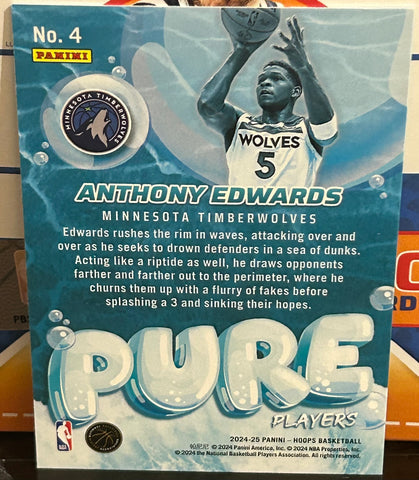 No. 4
PANINI
MINNESOTA TIMBERWOLVES
WOLVES
5
ANTHONY EDWARDS
MINNESOTA TIMBERWOLVES
Edwards rushes the rim in waves, attacking over and
over as he seeks to drown defenders in a sea of dunks.
Acting like a riptide as well, he draws opponents
farther and farther out to the perimeter, where he
churns them up with a flurry of fakes before
splashing a 3 and sinking their hopes.
PURE
PLAYERS
2024-25 PANINI – HOOPS BASKETBALL
© 2024 Panini America, Inc. © 2024 NBA Properties, Inc.
© 2024 the National Basketball Players Association. All rights reserved.
NBA